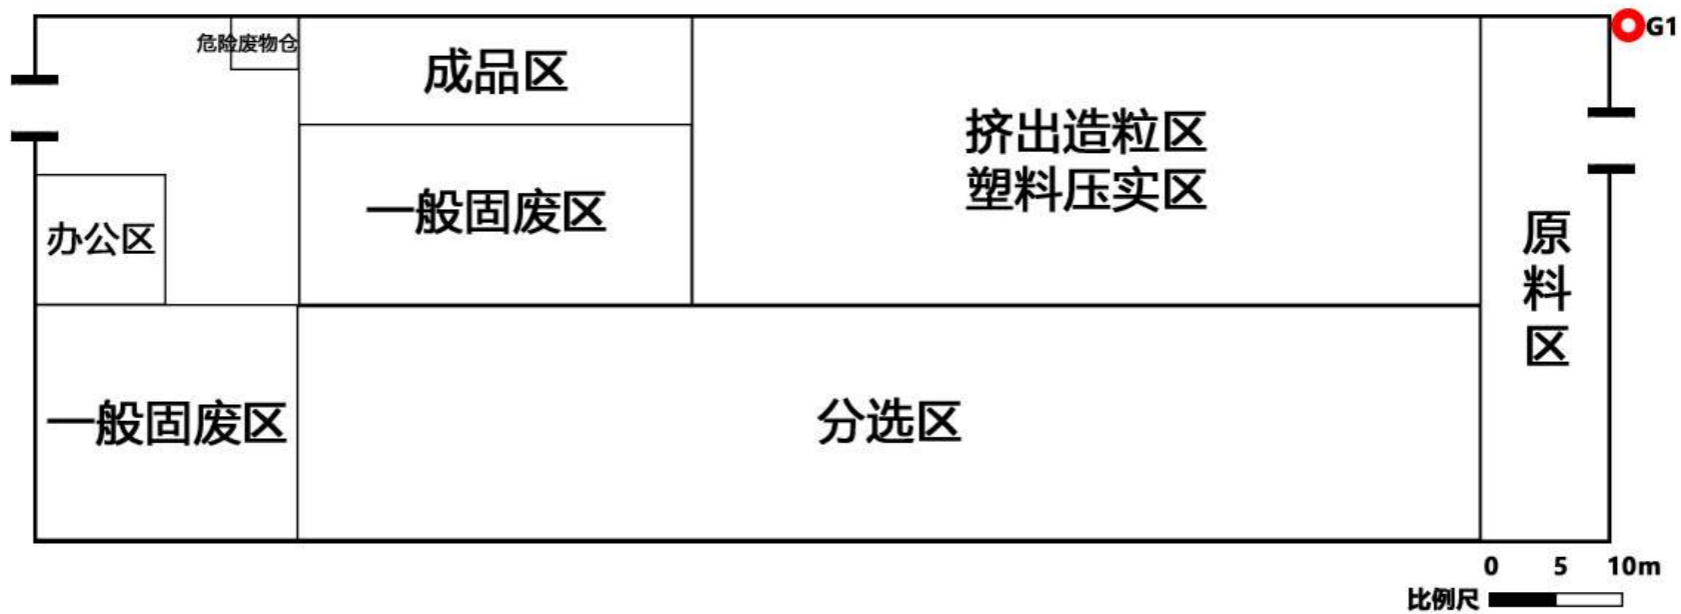 危险废物仓
成品区
G1
挤出造粒区
塑料压实区
一般固废区
办公区
原料区
一般固废区
分选区
0 5 10m
比例尺